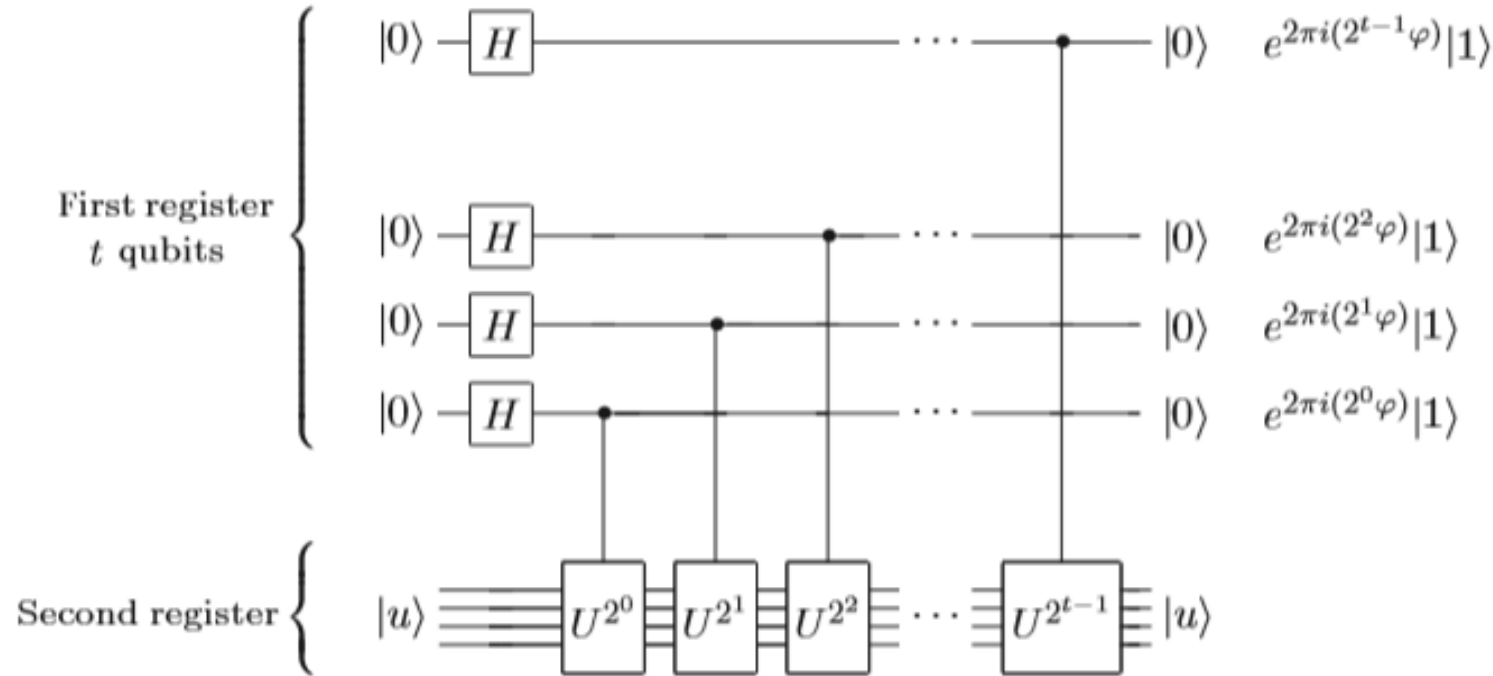 |0⟩ H ··· |0⟩ e^{2πi(2^{t−1}φ)}|1⟩
First register
t qubits
|0⟩ H ··· |0⟩ e^{2πi(2^2φ)}|1⟩
|0⟩ H ··· |0⟩ e^{2πi(2^1φ)}|1⟩
|0⟩ H ··· |0⟩ e^{2πi(2^0φ)}|1⟩
Second register |u⟩ U^{2^0} U^{2^1} U^{2^2} ··· U^{2^{t−1}} |u⟩